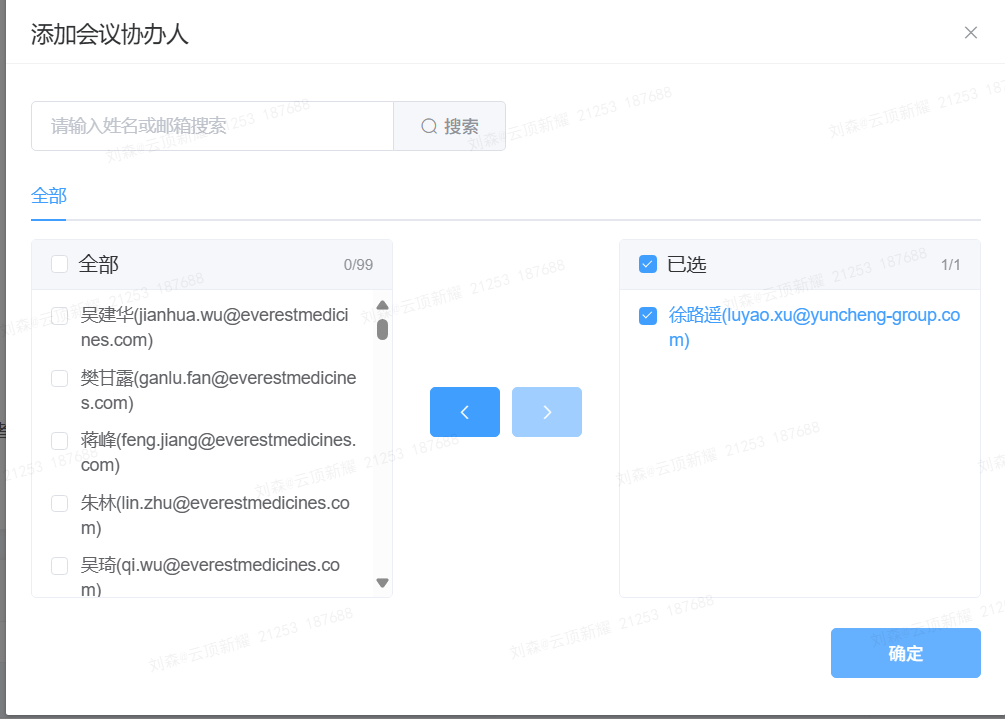 添加会议协办人
请输入姓名或邮箱搜索
搜索
全部
全部
0/99
吴建华(jianhua.wu@everestmedici
nes.com)
樊甘露(ganlu.fan@everestmedicine
s.com)
蒋峰(feng.jiang@everestmedicines.
com)
朱林(lin.zhu@everestmedicines.co
m)
吴琦(qi.wu@everestmedicines.co
m)
已选
1/1
徐路遥(luyao.xu@yuncheng-group.co
m)
确定
刘森#云顶新耀 21253 187688